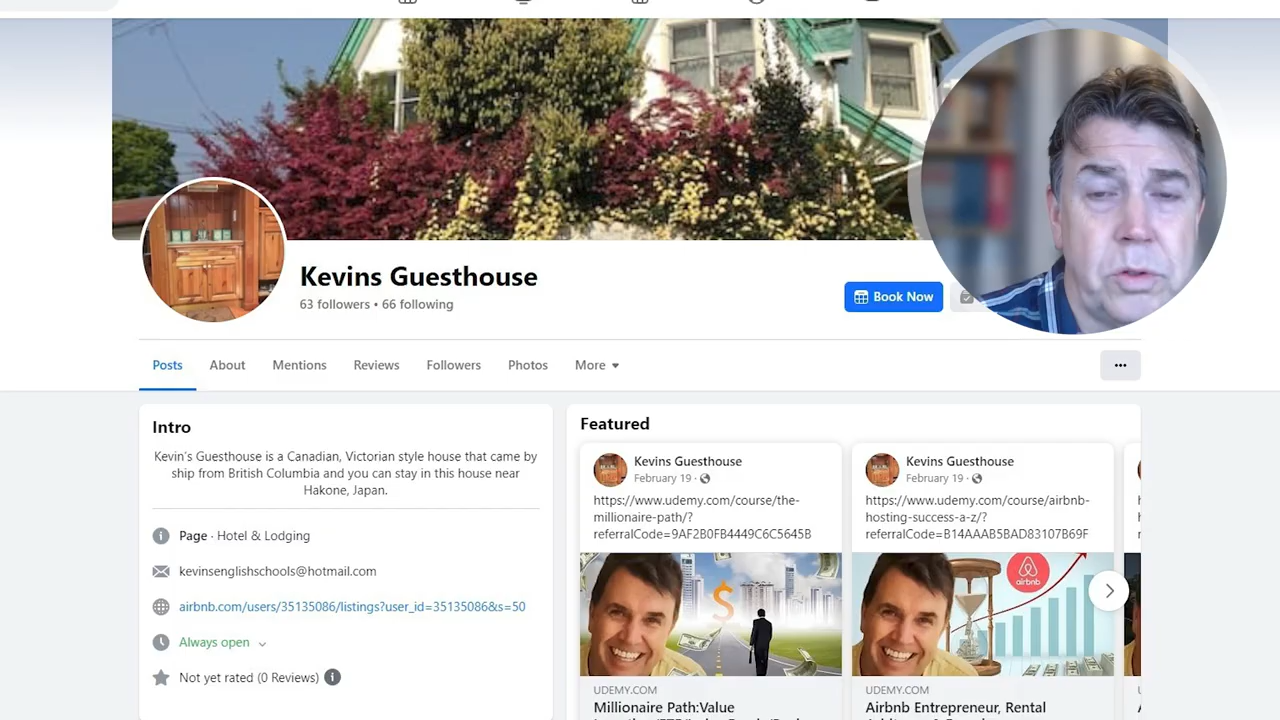 Kevins Guesthouse
63 followers • 66 following
Book Now
Posts
About
Mentions
Reviews
Followers
Photos
More
Intro
Kevin's Guesthouse is a Canadian, Victorian style house that came by
ship from British Columbia and you can stay in this house near
Hakone, Japan.
Page · Hotel & Lodging
kevinsenglishschools@hotmail.com
airbnb.com/users/35135086/listings?user_id=35135086&s=50
Always open
Not yet rated (0 Reviews)
Featured
Kevins Guesthouse
February 19 ·
https://www.udemy.com/course/the-
millionaire-path/?
referralCode=9AF2B0FB4449C6C5645B
UDEMY.COM
Millionaire Path:Value
Kevins Guesthouse
February 19 ·
https://www.udemy.com/course/airbnb-
hosting-success-a-z/?
referralCode=B14AAAB5BAD83107B69F
airbnb
UDEMY.COM
Airbnb Entrepreneur, Rental